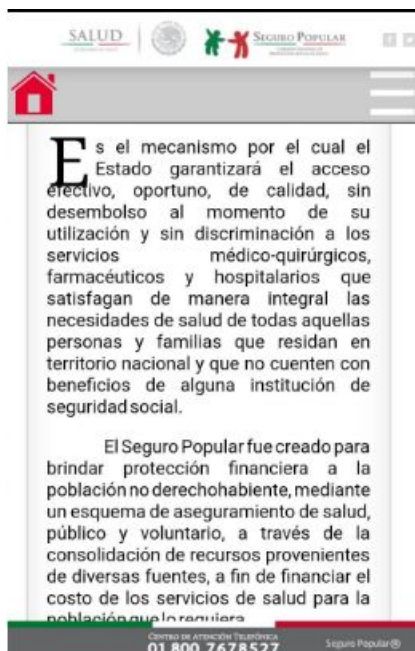 SALUD
SEGURO POPULAR
Es el mecanismo por el cual el
Estado garantizará el acceso
efectivo, oportuno, de calidad, sin
desembolso al momento de su
utilización y sin discriminación a los
servicios médico-quirúrgicos,
farmacéuticos y hospitalarios que
satisfagan de manera integral las
necesidades de salud de todas aquellas
personas y familias que residan en
territorio nacional y que no cuenten con
beneficios de alguna institución de
seguridad social.
El Seguro Popular fue creado para
brindar protección financiera a la
población no derechohabiente, mediante
un esquema de aseguramiento de salud,
público y voluntario, a través de la
consolidación de recursos provenientes
de diversas fuentes, a fin de financiar el
costo de los servicios de salud para la
población que lo requiera
CENTRO DE ATENCIÓN TELEFÓNICA
01 800 7678527
Seguro Popular®